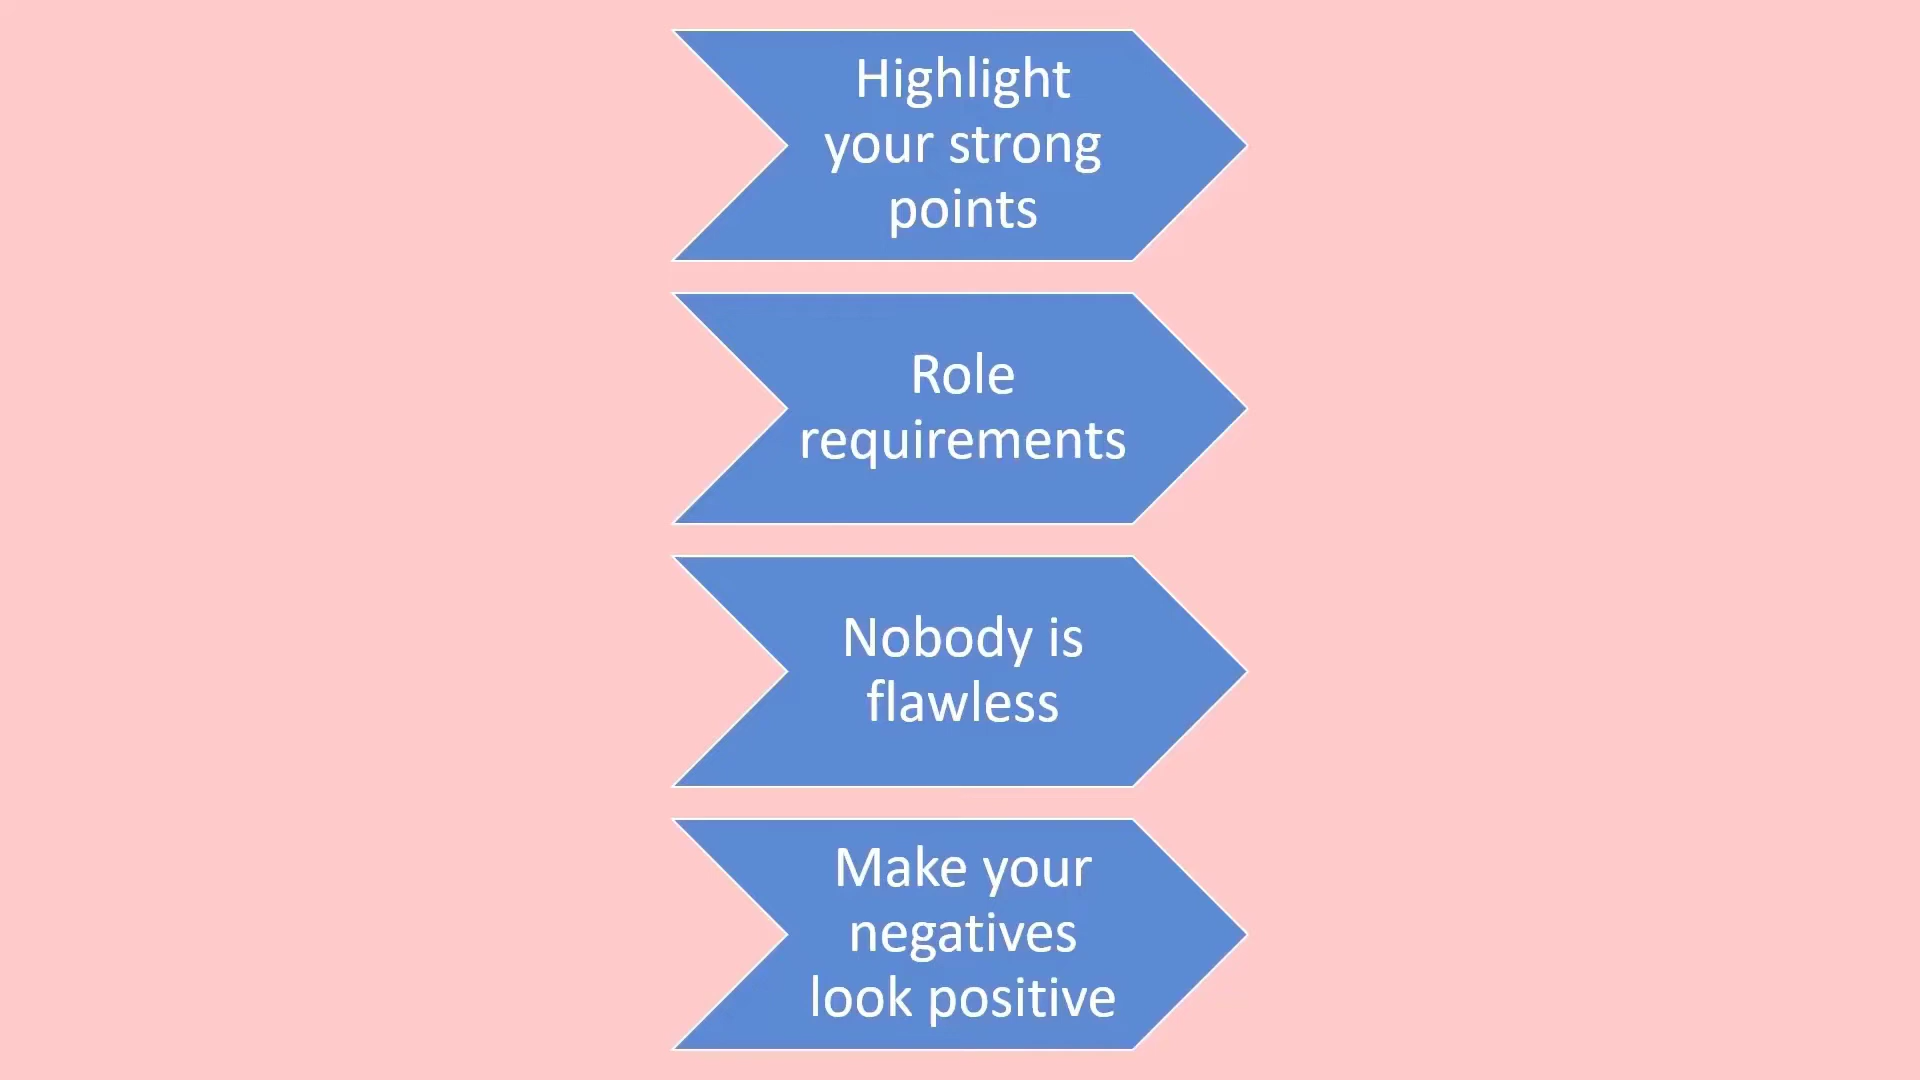 Highlight
your strong
points
Role
requirements
Nobody is
flawless
Make your
negatives
look positive